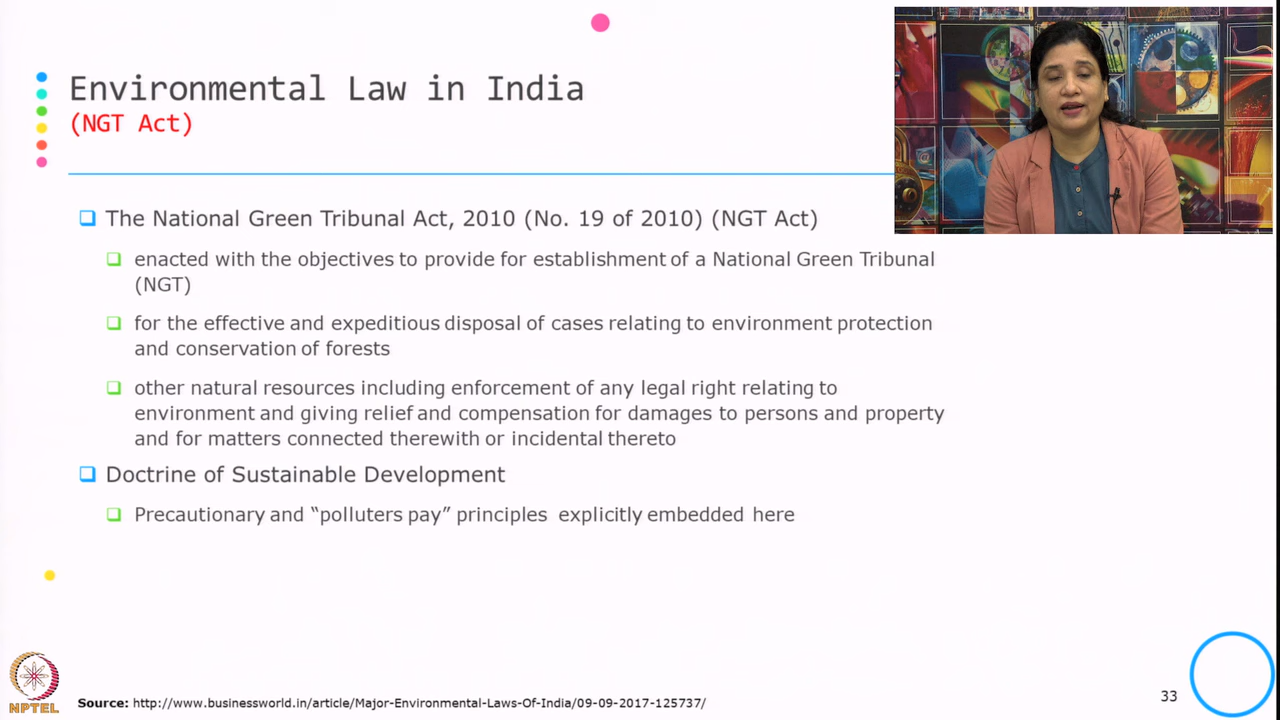 Environmental Law in India
(NGT Act)
The National Green Tribunal Act, 2010 (No. 19 of 2010) (NGT Act)
enacted with the objectives to provide for establishment of a National Green Tribunal
(NGT)
for the effective and expeditious disposal of cases relating to environment protection
and conservation of forests
other natural resources including enforcement of any legal right relating to
environment and giving relief and compensation for damages to persons and property
and for matters connected therewith or incidental thereto
Doctrine of Sustainable Development
Precautionary and “polluters pay” principles explicitly embedded here
NPTEL
Source: http://www.businessworld.in/article/Major-Environmental-Laws-Of-India/09-09-2017-125737/
33